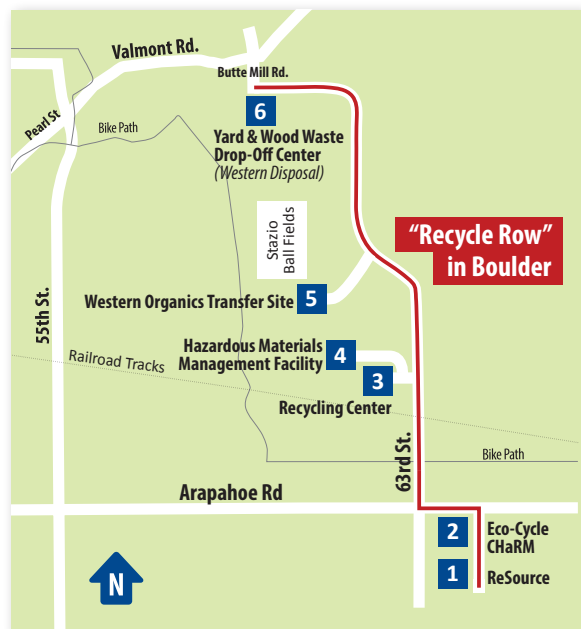 Valmont Rd.
Butte Mill Rd.
Pearl St
Bike Path
6
Yard & Wood Waste
Drop-Off Center
(Western Disposal)
Stazio
Ball Fields
"Recycle Row"
in Boulder
Western Organics Transfer Site
5
55th St.
Hazardous Materials
Management Facility
4
Railroad Tracks
3
Recycling Center
63rd St.
Bike Path
Arapahoe Rd
2
Eco-Cycle
CHaRM
1
ReSource
N